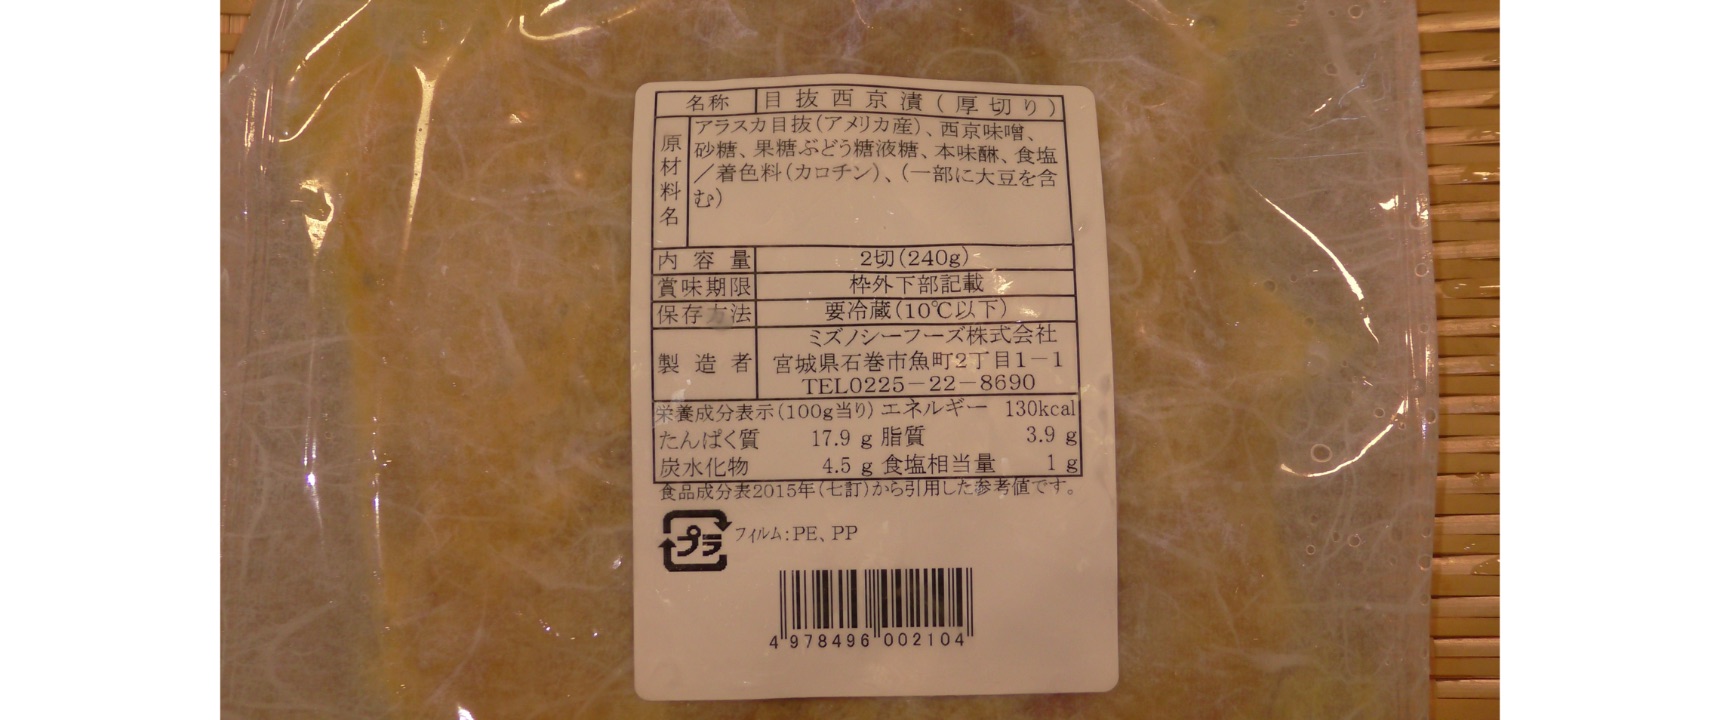 名称 目抜西京漬(厚切り)
原材料名 アラスカ目抜(アメリカ産)、西京味噌、
砂糖、果糖ぶどう糖液糖、本味醂、食塩
/着色料(カロチン)、(一部に大豆を含
む)
内容量 2切(240g)
賞味期限 枠外下部記載
保存方法 要冷蔵(10℃以下)
製造者 ミズノシーフーズ株式会社
宮城県石巻市魚町2丁目1-1
TEL0225-22-8690
栄養成分表示(100g当り) エネルギー 130kcal
たんぱく質 17.9 g 脂質 3.9 g
炭水化物 4.5 g 食塩相当量 1 g
食品成分表2015年(七訂)から引用した参考値です。
プラ フィルム:PE、PP
4 978496 002104